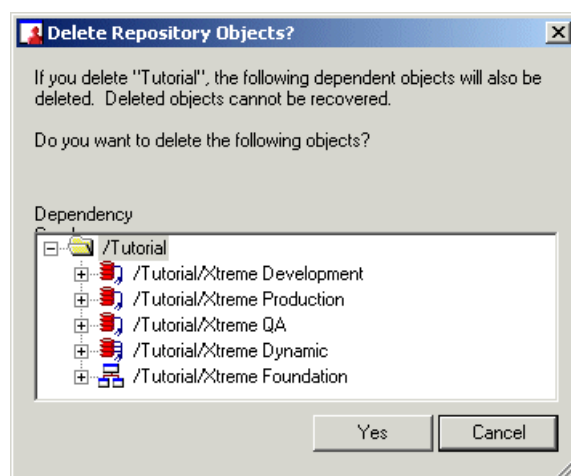 Delete Repository Objects?
If you delete "Tutorial", the following dependent objects will also be
deleted. Deleted objects cannot be recovered.
Do you want to delete the following objects?
Dependency
/Tutorial
/Tutorial/Xtreme Development
/Tutorial/Xtreme Production
/Tutorial/Xtreme QA
/Tutorial/Xtreme Dynamic
/Tutorial/Xtreme Foundation
Yes Cancel